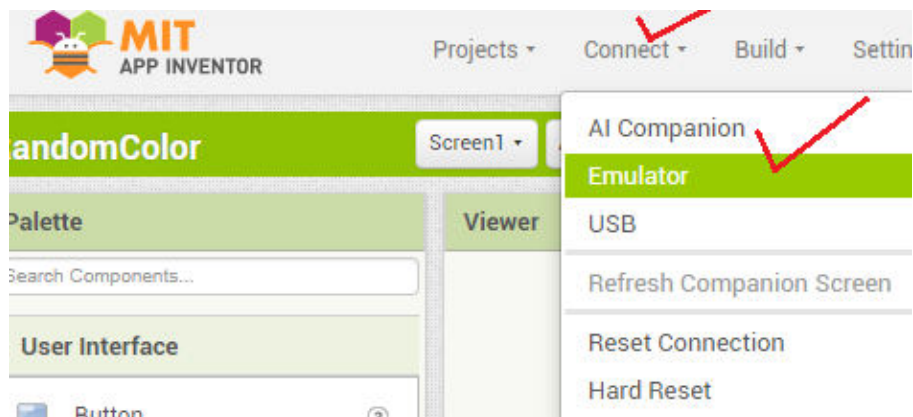 MIT
APP INVENTOR
Projects
Connect
Build
Settin
andomColor
Screen1
AI Companion
Emulator
USB
Refresh Companion Screen
Reset Connection
Hard Reset
Palette
Viewer
Search Components...
User Interface
Button